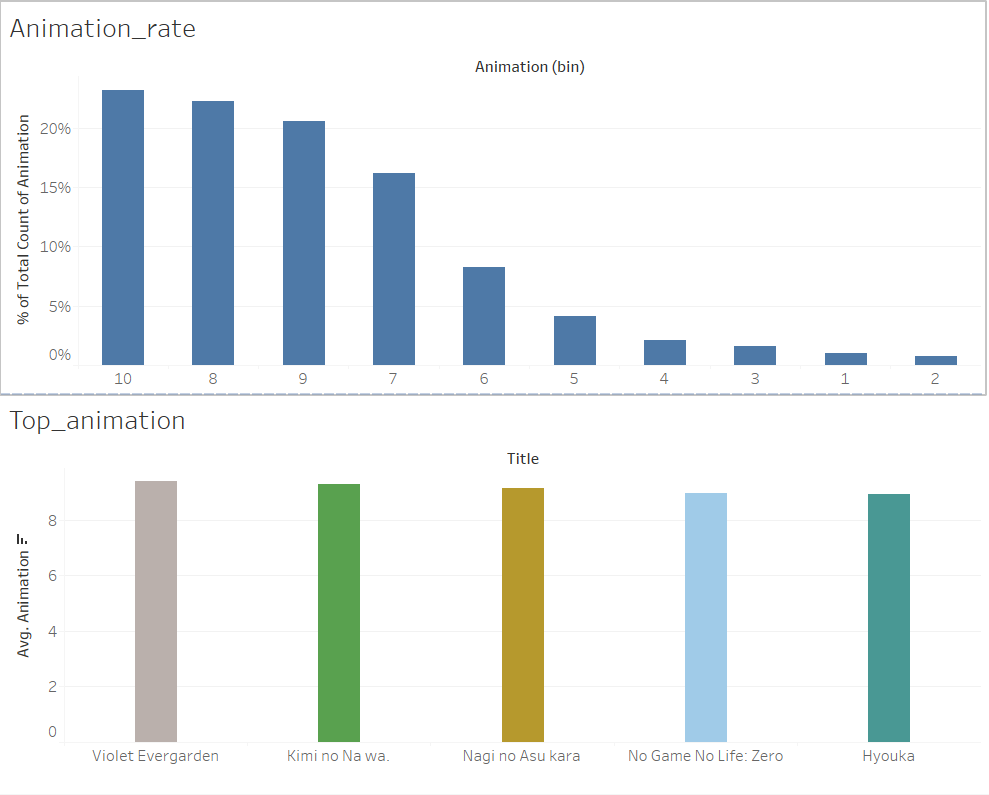 Animation_rate
Animation (bin)
% of Total Count of Animation
20%
15%
10%
5%
0%
10 8 9 7 6 5 4 3 1 2
Top_animation
Title
Avg. Animation
8
6
4
2
0
Violet Evergarden Kimi no Na wa. Nagi no Asu kara No Game No Life: Zero Hyouka